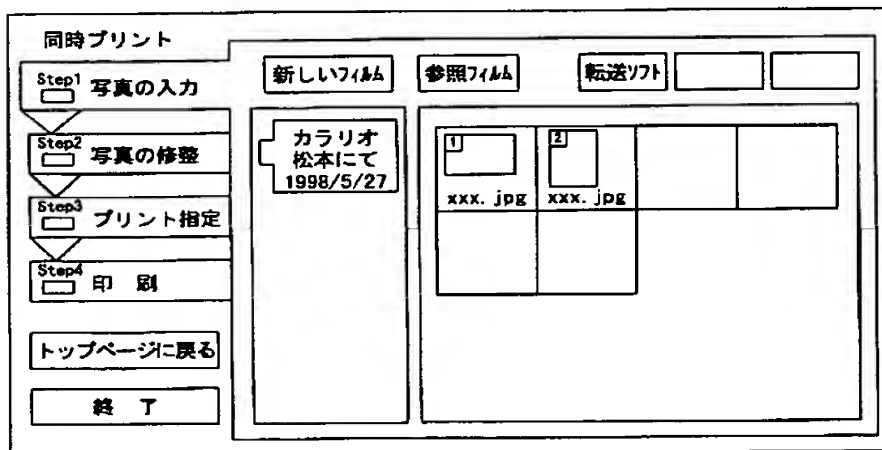 同時プリント
Step1
写真の入力
Step2
写真の修整
Step3
プリント指定
Step4
印 刷
トップページに戻る
終 了
新しいフィルム
参照フィルム
転送ソフト
カラリオ
松本にて
1998/5/27
1
xxx. jpg
2
xxx. jpg